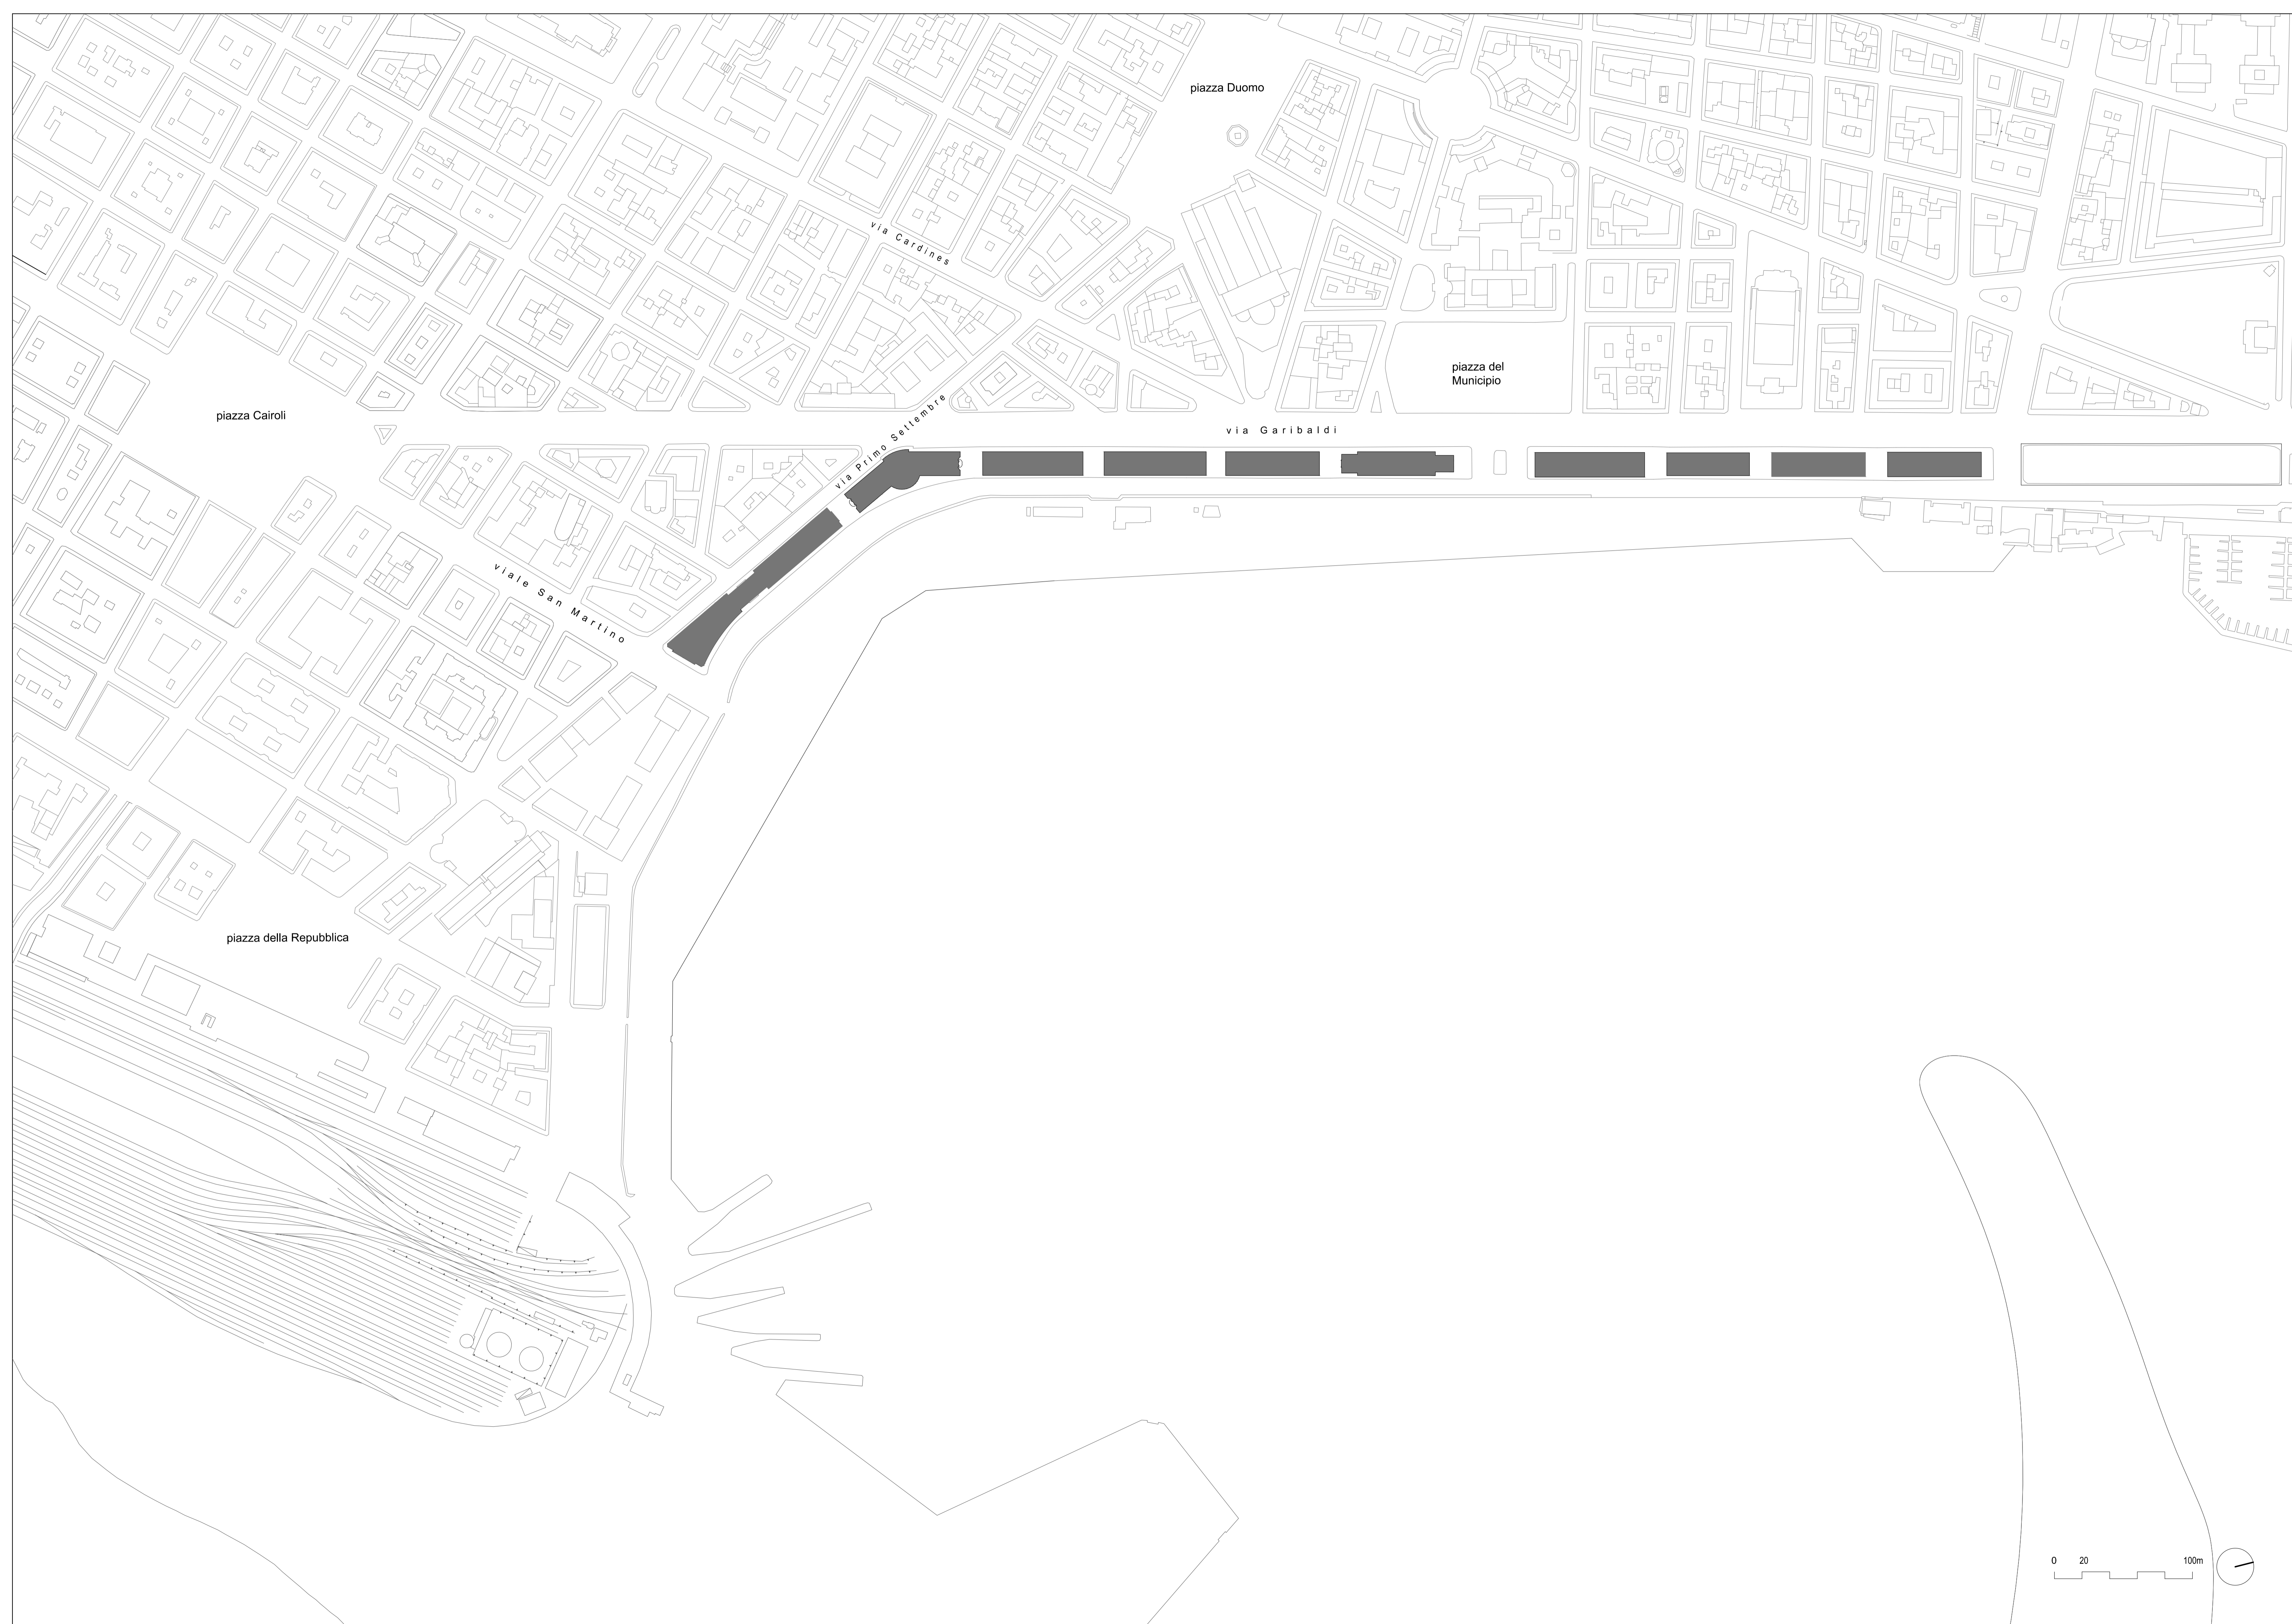 piazza Duomo
via Cardines
piazza del
Municipio
via Primo Settembre
piazza Cairoli
via Garibaldi
viale San Martino
piazza della Repubblica
0 20 100m